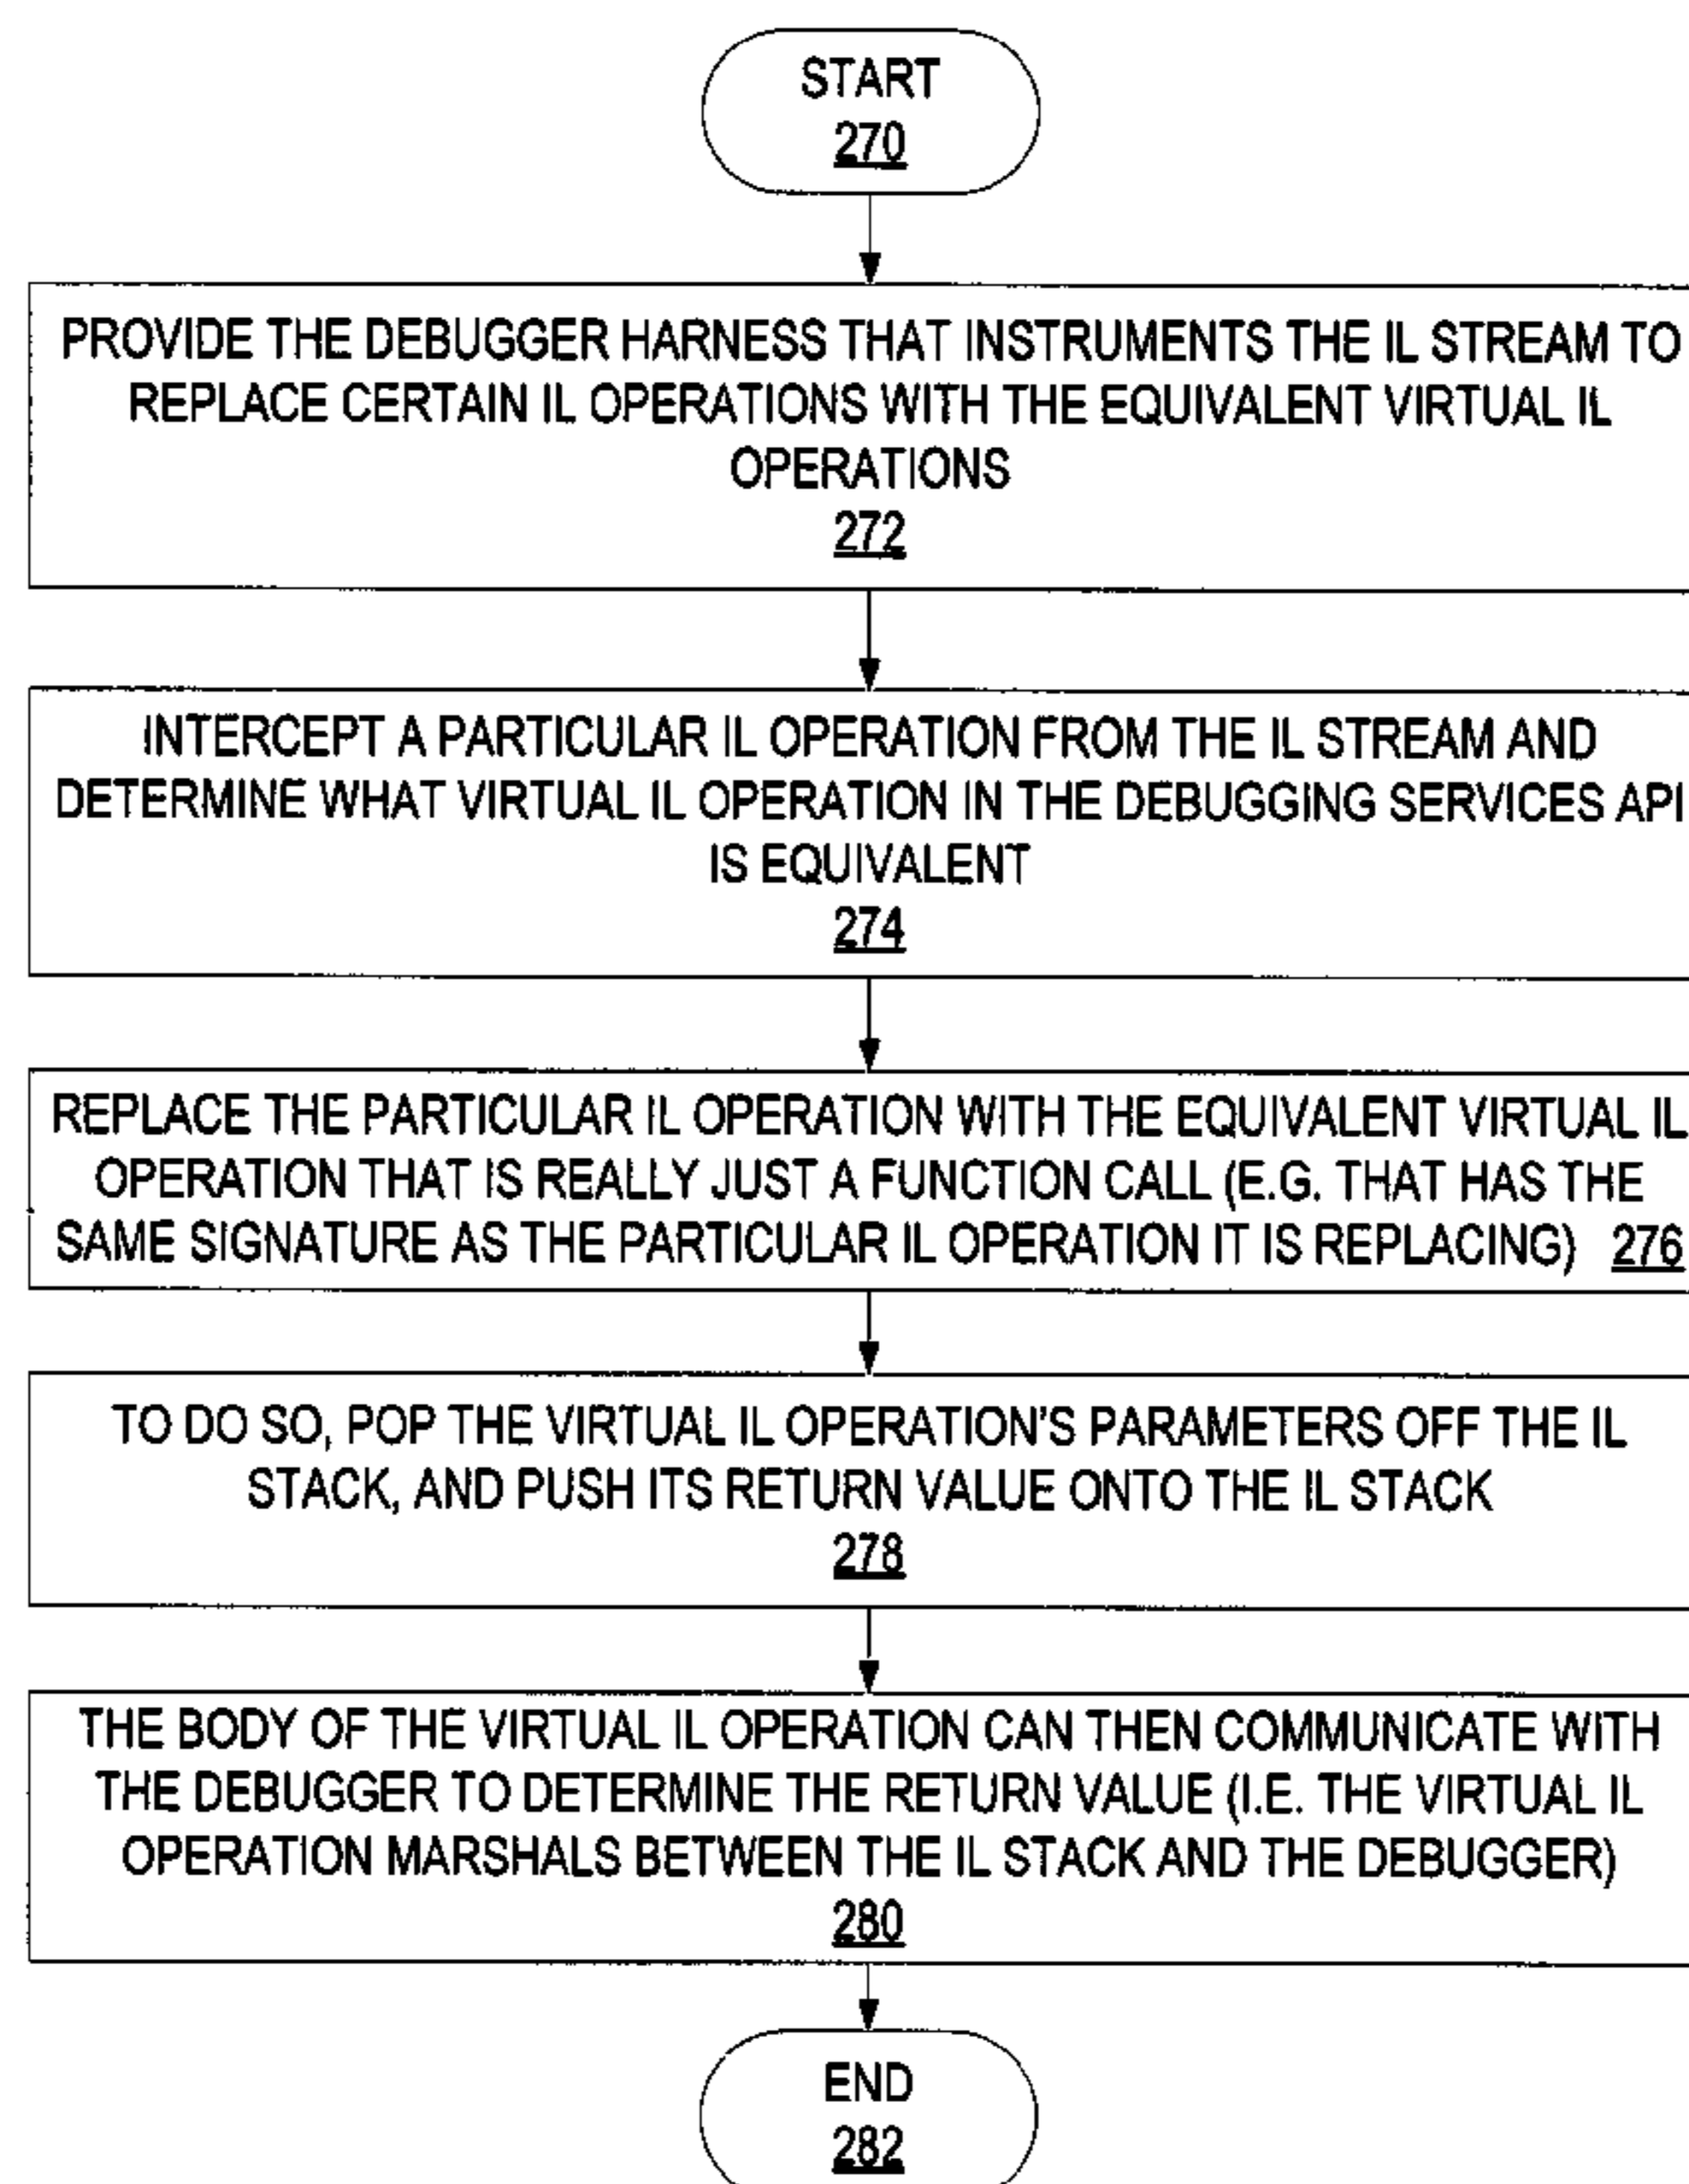 START
270
PROVIDE THE DEBUGGER HARNESS THAT INSTRUMENTS THE IL STREAM TO
REPLACE CERTAIN IL OPERATIONS WITH THE EQUIVALENT VIRTUAL IL
OPERATIONS
272
INTERCEPT A PARTICULAR IL OPERATION FROM THE IL STREAM AND
DETERMINE WHAT VIRTUAL IL OPERATION IN THE DEBUGGING SERVICES API
IS EQUIVALENT
274
REPLACE THE PARTICULAR IL OPERATION WITH THE EQUIVALENT VIRTUAL IL
OPERATION THAT IS REALLY JUST A FUNCTION CALL (E.G. THAT HAS THE
SAME SIGNATURE AS THE PARTICULAR IL OPERATION IT IS REPLACING) 276
TO DO SO, POP THE VIRTUAL IL OPERATION'S PARAMETERS OFF THE IL
STACK, AND PUSH ITS RETURN VALUE ONTO THE IL STACK
278
THE BODY OF THE VIRTUAL IL OPERATION CAN THEN COMMUNICATE WITH
THE DEBUGGER TO DETERMINE THE RETURN VALUE (I.E. THE VIRTUAL IL
OPERATION MARSHALS BETWEEN THE IL STACK AND THE DEBUGGER)
280
END
282